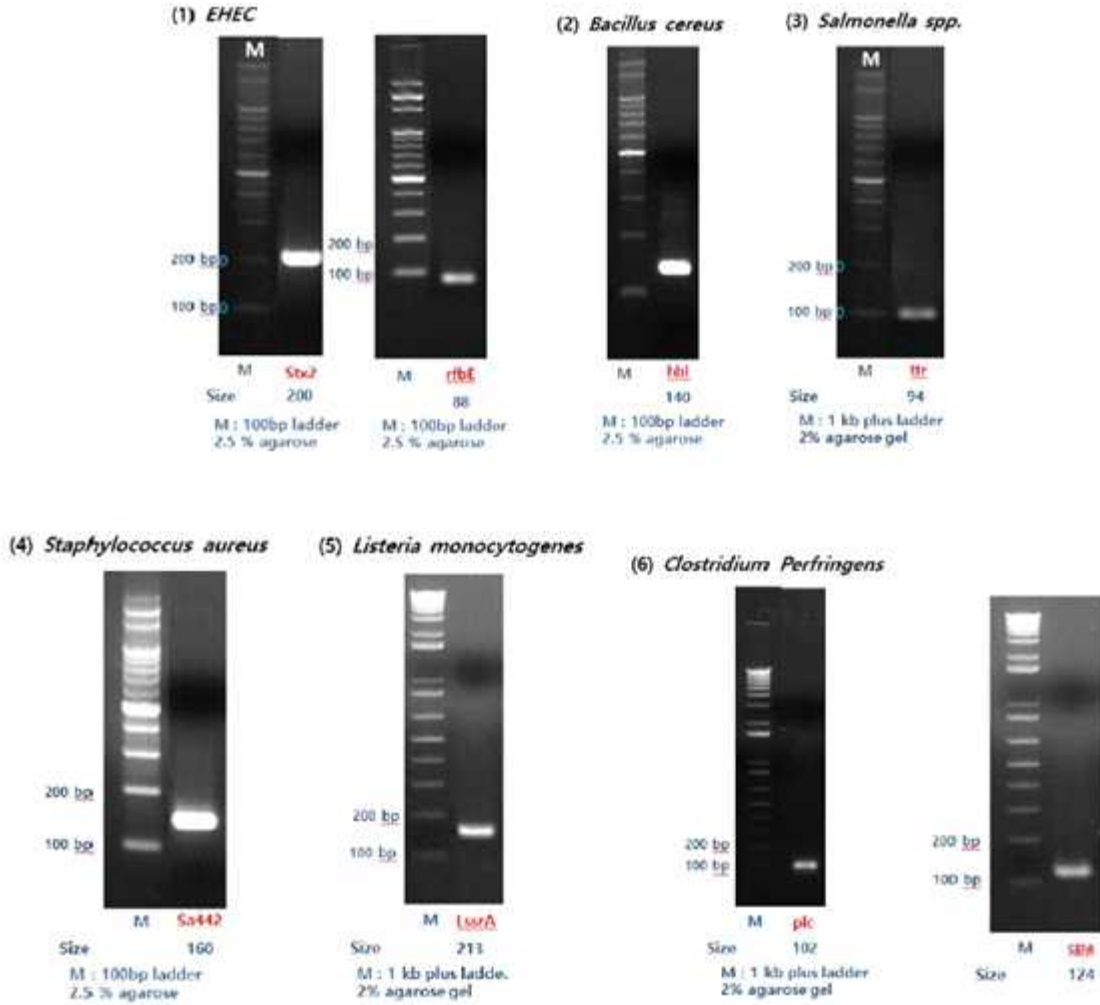 (1) EHEC
(2) Bacillus cereus
(3) Salmonella spp.
M
M
200 bp
100 bp
200 bp
100 bp
200 bp
100 bp
M Stx2
Size 200
M : 100bp ladder
2.5 % agarose
M rfbE
88
M : 100bp ladder
2.5 % agarose
M hbl
140
M : 100bp ladder
2.5 % agarose
M ttr
Size 94
M : 1 kb plus ladder
2% agarose gel
(4) Staphylococcus aureus
(5) Listeria monocytogenes
(6) Clostridium Perfringens
200 bp
100 bp
200 bp
100 bp
200 bp
100 bp
200 bp
100 bp
M Sa442
Size 160
M : 100bp ladder
2.5 % agarose
M
Size 213
M : 1 kb plus ladde.
2% agarose gel
M plc
Size 102
M : 1 kb plus ladder
2% agarose gel
M
Size 124